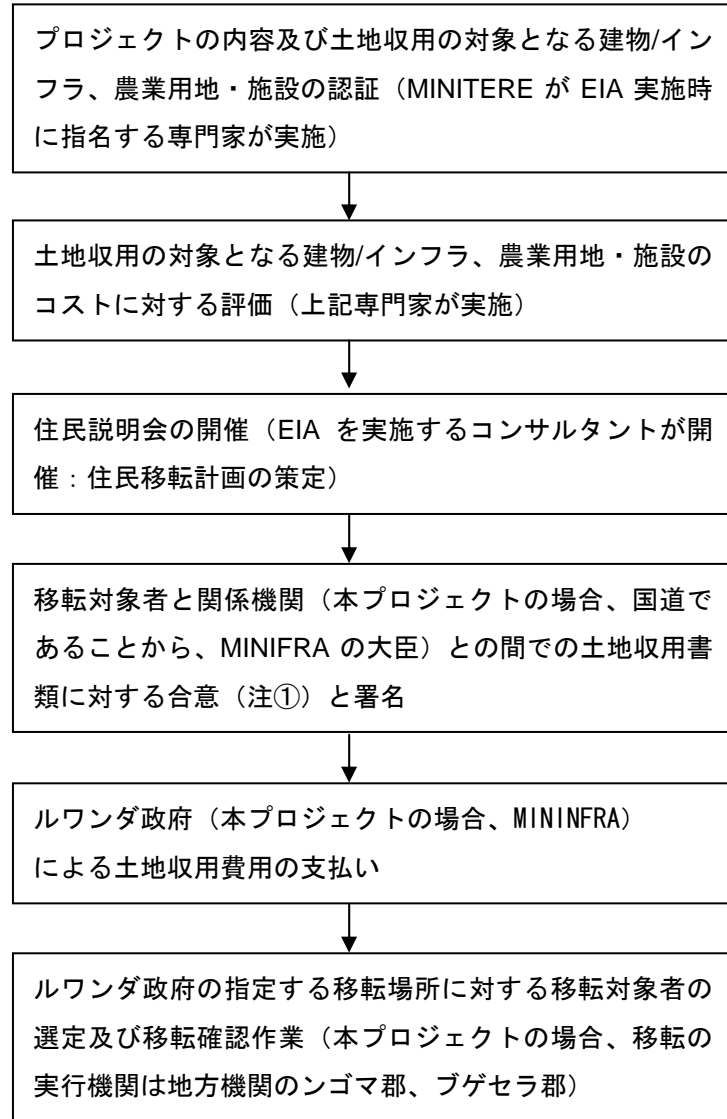 プロジェクトの内容及び土地収用の対象となる建物/イン
フラ、農業用地・施設の認証（MINITERE が EIA 実施時
に指名する専門家が実施）
土地収用の対象となる建物/インフラ、農業用地・施設の
コストに対する評価（上記専門家が実施）
住民説明会の開催（EIA を実施するコンサルタントが開
催：住民移転計画の策定）
移転対象者と関係機関（本プロジェクトの場合、国道で
あることから、MINIFRA の大臣）との間での土地収用書
類に対する合意（注①）と署名
ルワンダ政府（本プロジェクトの場合、MININFRA）
による土地収用費用の支払い
ルワンダ政府の指定する移転場所に対する移転対象者の
選定及び移転確認作業（本プロジェクトの場合、移転の
実行機関は地方機関のンゴマ郡、ブゲセラ郡）